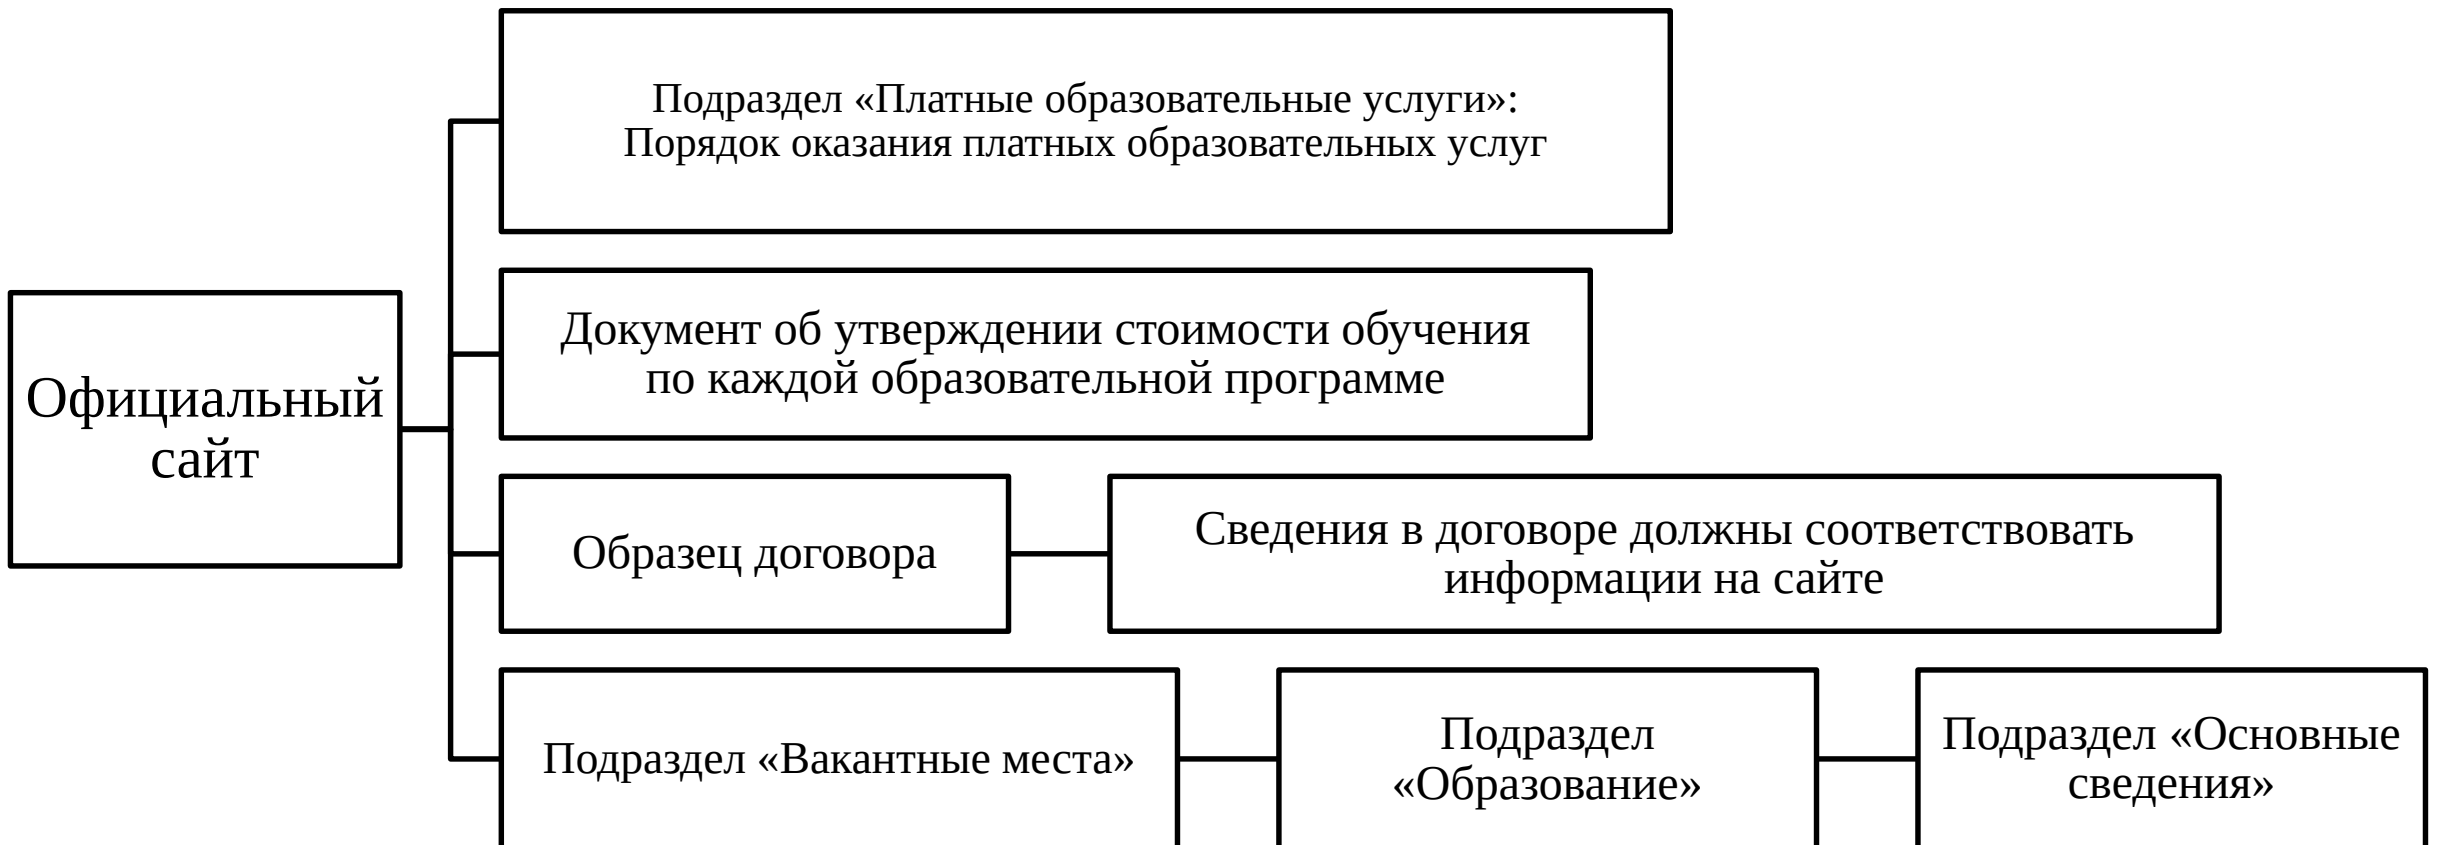 Официальный
сайт
Подраздел «Платные образовательные услуги»:
Порядок оказания платных образовательных услуг
Документ об утверждении стоимости обучения
по каждой образовательной программе
Образец договора
Сведения в договоре должны соответствовать
информации на сайте
Подраздел «Вакантные места»
Подраздел
«Образование»
Подраздел «Основные
сведения»